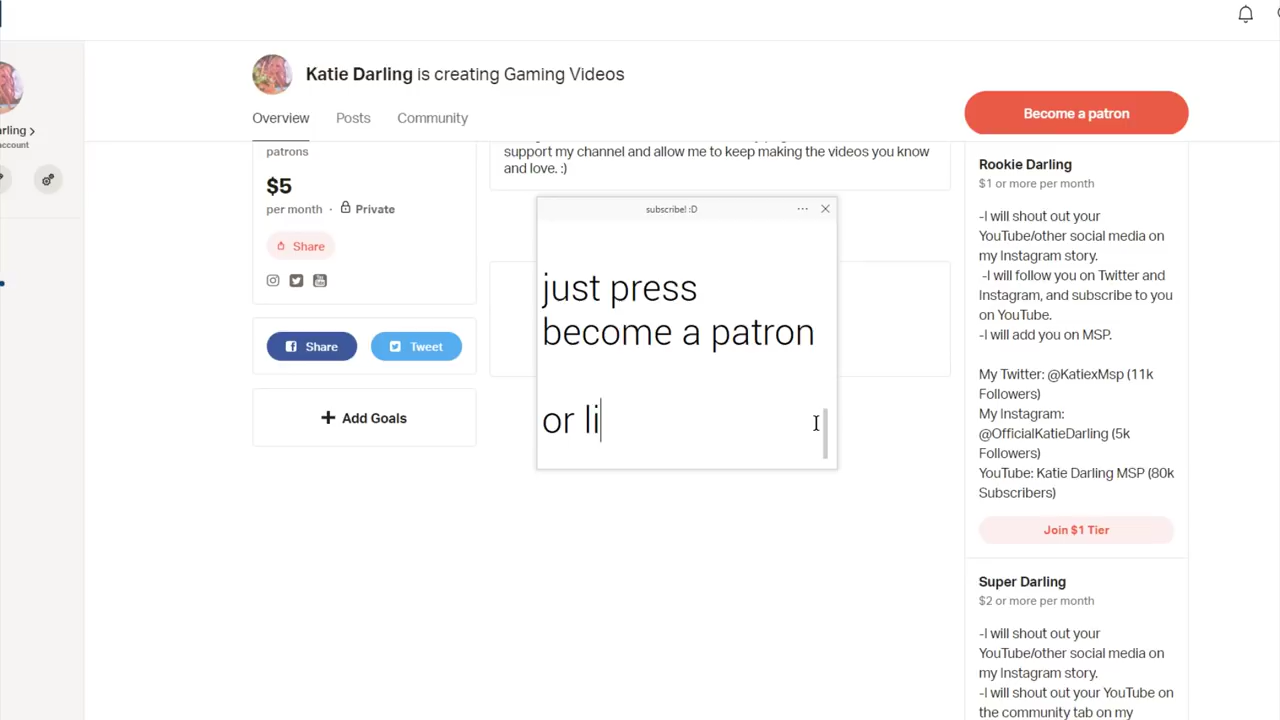 Katie Darling is creating Gaming Videos
Overview
Posts
Community
Become a patron
rling
account
patrons
$5
per month · Private
Share
Share
Tweet
Add Goals
support my channel and allow me to keep making the videos you know
and love. :)
subscribe! :D
just press
become a patron
or li
Rookie Darling
$1 or more per month
-I will shout out your
YouTube/other social media on
my Instagram story.
-I will follow you on Twitter and
Instagram, and subscribe to you
on YouTube.
-I will add you on MSP.
My Twitter: @KatiexMsp (11k
Followers)
My Instagram:
@OfficialKatieDarling (5k
Followers)
YouTube: Katie Darling MSP (80k
Subscribers)
Join $1 Tier
Super Darling
$2 or more per month
-I will shout out your
YouTube/other social media on
my Instagram story.
-I will shout out your YouTube on
the community tab on my